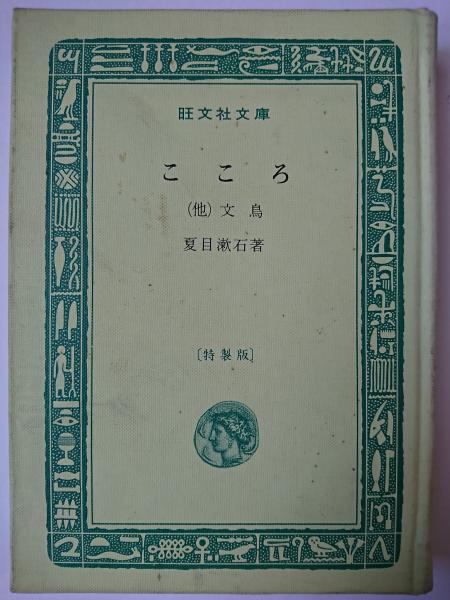 旺文社文庫
こころ
(他)文鳥
夏目漱石著
[特製版]